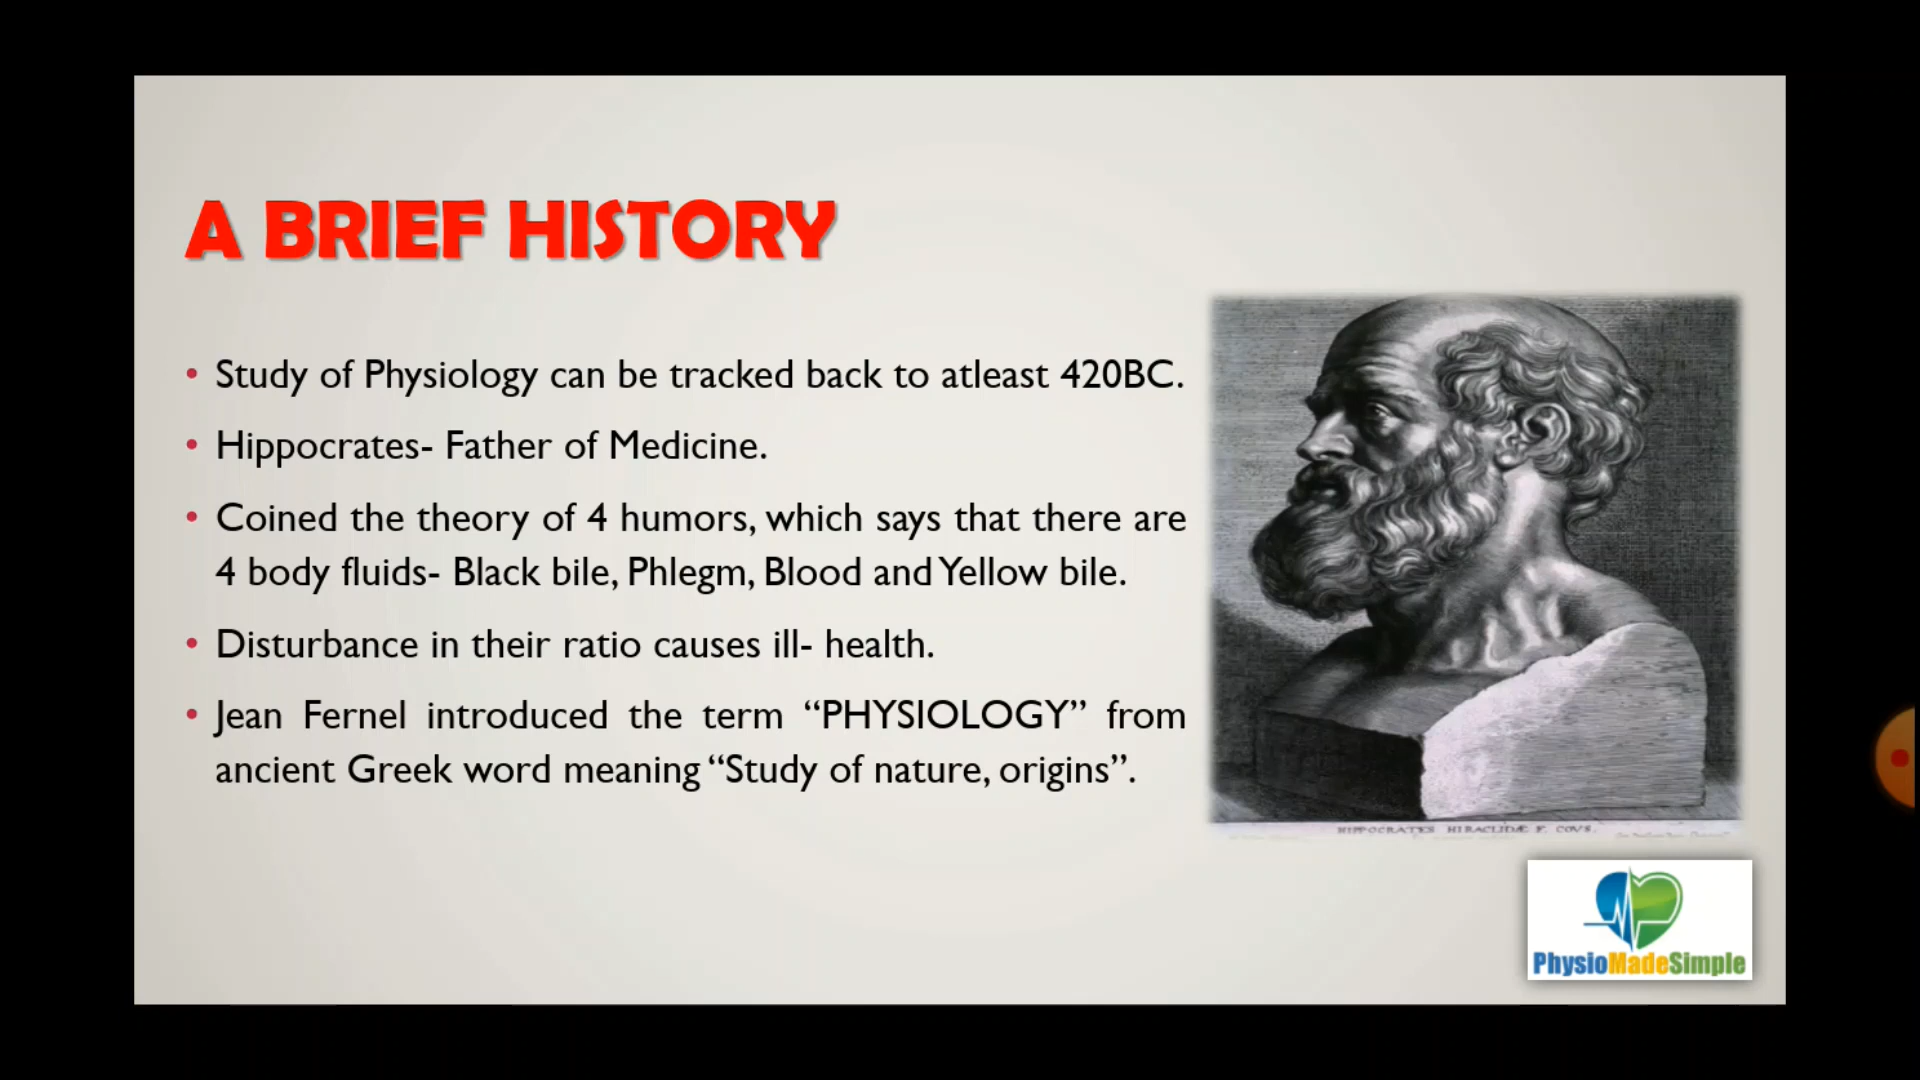 A BRIEF HISTORY
• Study of Physiology can be tracked back to atleast 420BC.
• Hippocrates- Father of Medicine.
• Coined the theory of 4 humors, which says that there are
4 body fluids- Black bile, Phlegm, Blood and Yellow bile.
• Disturbance in their ratio causes ill- health.
• Jean Fernel introduced the term “PHYSIOLOGY” from
ancient Greek word meaning “Study of nature, origins”.
HIPPOCRATES HIRACLIDÆ F. COVS.
PhysioMadeSimple